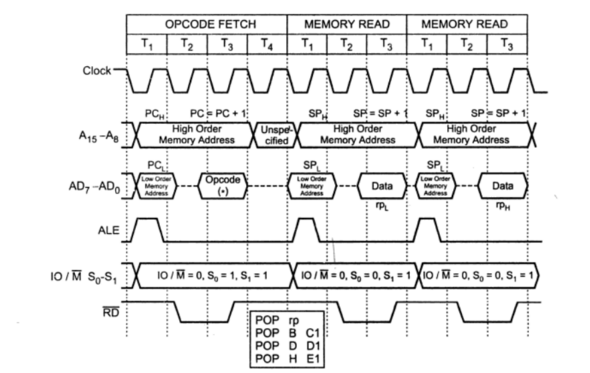 OPCODE FETCH MEMORY READ MEMORY READ
T1 T2 T3 T4 T1 T2 T3 T1 T2 T3
Clock
PCH PC = PC + 1 SPH SP = SP + 1 SPH SP = SP + 1
A15 –A8 High Order Memory Address Unspe- cified High Order Memory Address High Order Memory Address
PCL SPL SPL
AD7 –AD0 Low Order Memory Address Opcode (•) Low Order Memory Address Data Low Order Memory Address Data
rpL rpH
ALE
IO / M S0-S1 IO / M = 0, S0 = 1, S1 = 1 IO / M = 0, S0 = 0, S1 = 1 IO / M = 0, S0 = 0, S1 = 1
RD
POP rp
POP B C1
POP D D1
POP H E1